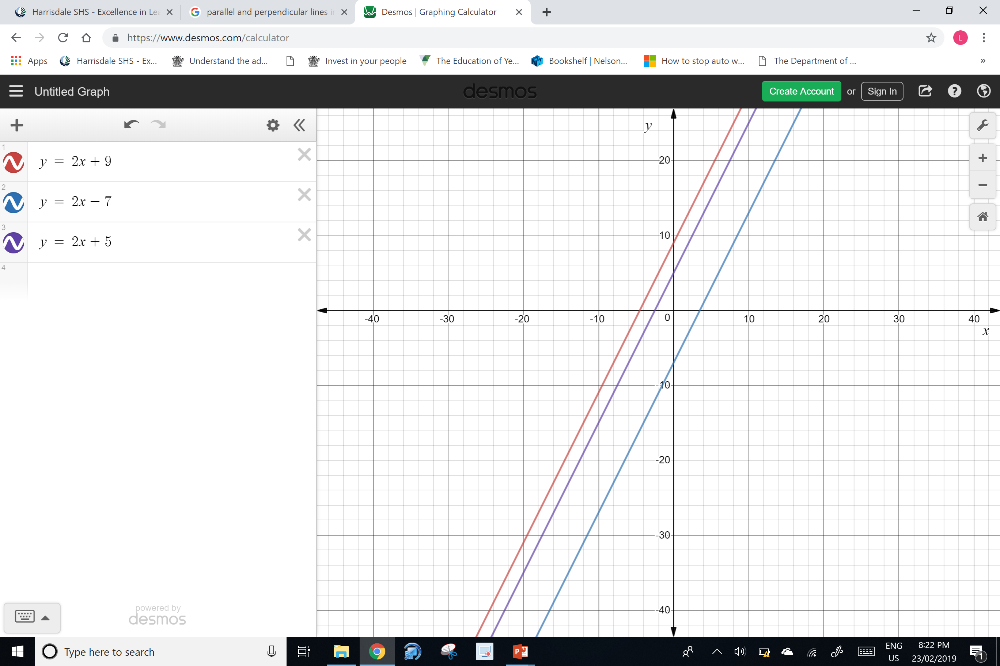 Harrisdale SHS - Excellence in Lea
parallel and perpendicular lines i
Desmos | Graphing Calculator
https://www.desmos.com/calculator
L
Apps
Harrisdale SHS - Ex...
Understand the ad...
Invest in your people
The Education of Ye...
Bookshelf | Nelson...
How to stop auto w...
The Department of ...
»
Untitled Graph
desmos
Create Account
or
Sign In
?
1
y = 2x + 9
2
y = 2x − 7
3
y = 2x + 5
4
powered by
desmos
y
20
10
-40
-30
-20
-10
0
10
20
30
40
x
-10
-20
-30
-40
Type here to search
P
ENG
US
8:22 PM
23/02/2019
1